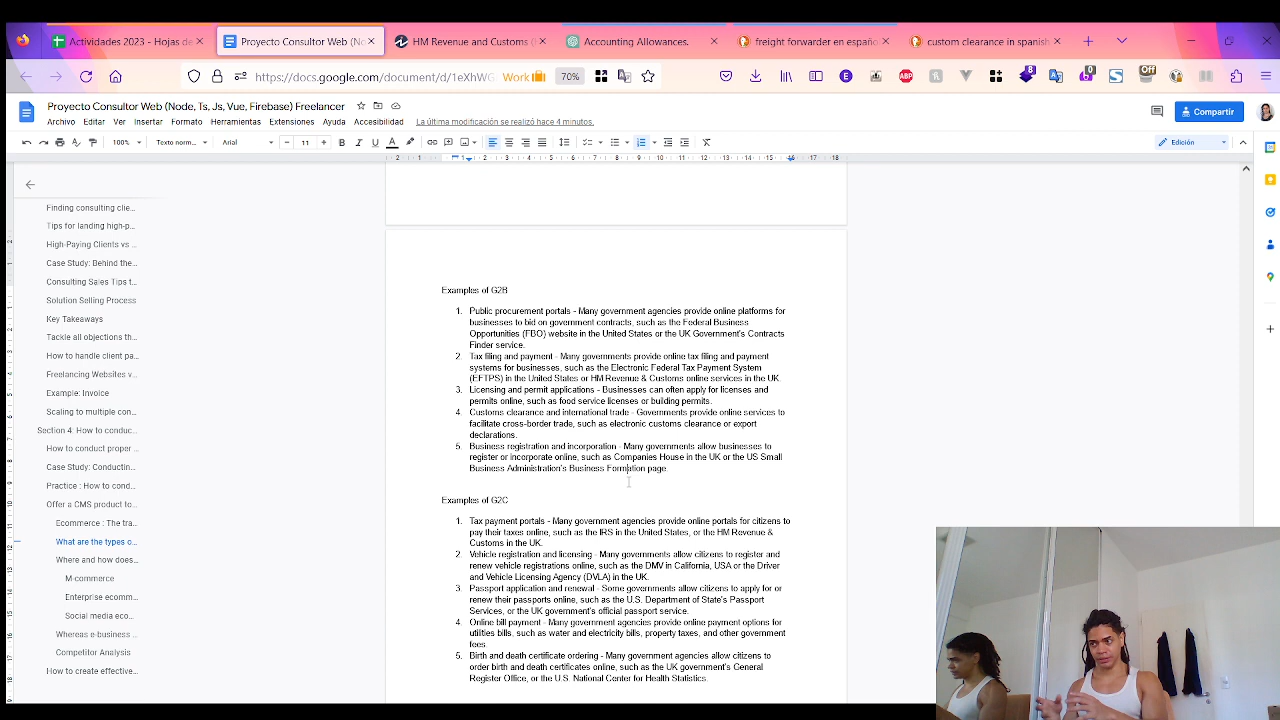 Actividades 2023 - Hojas de
Proyecto Consultor Web (No
HM Revenue and Customs (H
Accounting Allowances.
freight forwarder en español
custom clearance in spanish
https://docs.google.com/document/d/1eXhWG
Work
70%
8
0
Off
Proyecto Consultor Web (Node, Ts, Js, Vue, Firebase) Freelancer
Archivo Editar Ver Insertar Formato Herramientas Extensiones Ayuda Accesibilidad
La última modificación se realizó hace 4 minutos.
Compartir
100% Texto norm... Arial 11
Edición
Finding consulting clie...
Tips for landing high-p...
High-Paying Clients vs ...
Case Study: Behind the...
Consulting Sales Tips t...
Solution Selling Process
Key Takeaways
Tackle all objections th...
How to handle client pa...
Freelancing Websites v...
Example: Invoice
Scaling to multiple con...
Section 4: How to conduc...
How to conduct proper ...
Case Study: Conductin...
Practice : How to cond...
Offer a CMS product to...
Ecommerce : The tra...
What are the types o...
Where and how does...
M-commerce
Enterprise ecomm...
Social media eco...
Whereas e-business ...
Competitor Analysis
How to create effective...
Examples of G2B
1. Public procurement portals - Many government agencies provide online platforms for
businesses to bid on government contracts, such as the Federal Business
Opportunities (FBO) website in the United States or the UK Government's Contracts
Finder service.
2. Tax filing and payment - Many governments provide online tax filing and payment
systems for businesses, such as the Electronic Federal Tax Payment System
(EFTPS) in the United States or HM Revenue & Customs online services in the UK.
3. Licensing and permit applications - Businesses can often apply for licenses and
permits online, such as food service licenses or building permits.
4. Customs clearance and international trade - Governments provide online services to
facilitate cross-border trade, such as electronic customs clearance or export
declarations.
5. Business registration and incorporation - Many governments allow businesses to
register or incorporate online, such as Companies House in the UK or the US Small
Business Administration's Business Formation page.
Examples of G2C
1. Tax payment portals - Many government agencies provide online portals for citizens to
pay their taxes online, such as the IRS in the United States, or the HM Revenue &
Customs in the UK.
2. Vehicle registration and licensing - Many governments allow citizens to register and
renew vehicle registrations online, such as the DMV in California, USA or the Driver
and Vehicle Licensing Agency (DVLA) in the UK.
3. Passport application and renewal - Some governments allow citizens to apply for or
renew their passports online, such as the U.S. Department of State's Passport
Services, or the UK government's official passport service.
4. Online bill payment - Many government agencies provide online payment options for
utilities bills, such as water and electricity bills, property taxes, and other government
fees.
5. Birth and death certificate ordering - Many government agencies allow citizens to
order birth and death certificates online, such as the UK government's General
Register Office, or the U.S. National Center for Health Statistics.